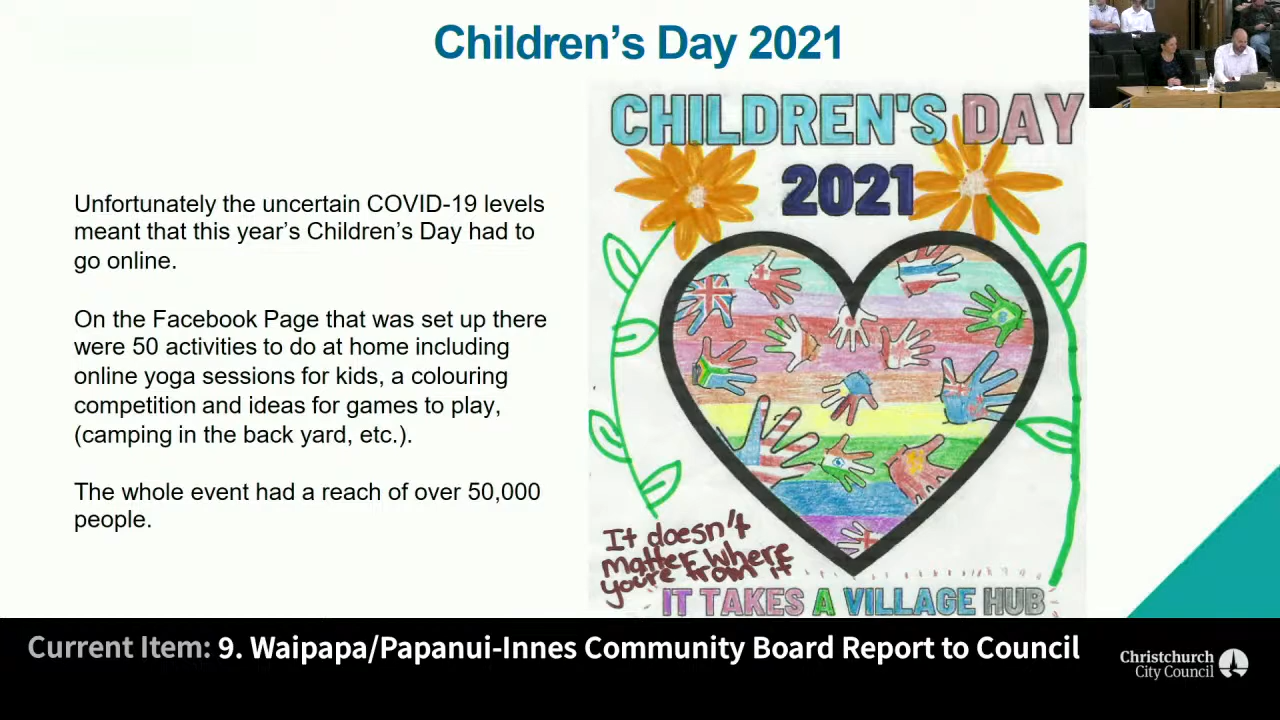 Children's Day 2021
Unfortunately the uncertain COVID-19 levels
meant that this year's Children's Day had to
go online.
On the Facebook Page that was set up there
were 50 activities to do at home including
online yoga sessions for kids, a colouring
competition and ideas for games to play,
(camping in the back yard, etc.).
The whole event had a reach of over 50,000
people.
CHILDREN'S DAY
2021
It doesn't
matter where
you're from it
IT TAKES A VILLAGE HUB
Current Item: 9. Waipapa/Papanui-Innes Community Board Report to Council
Christchurch
City Council